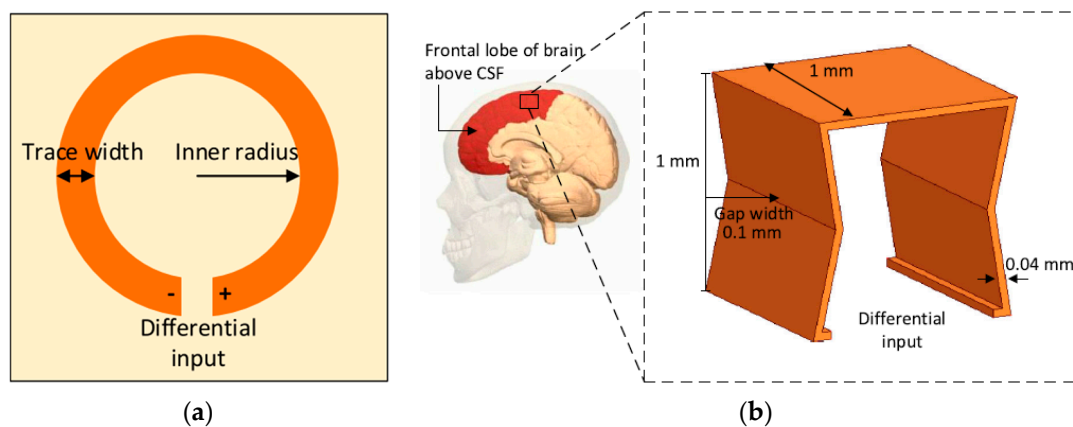 Trace width
Inner radius
-
+
Differential
input
(a)
Frontal lobe of brain
above CSF
1 mm
1 mm
Gap width
0.1 mm
0.04 mm
Differential
input
(b)